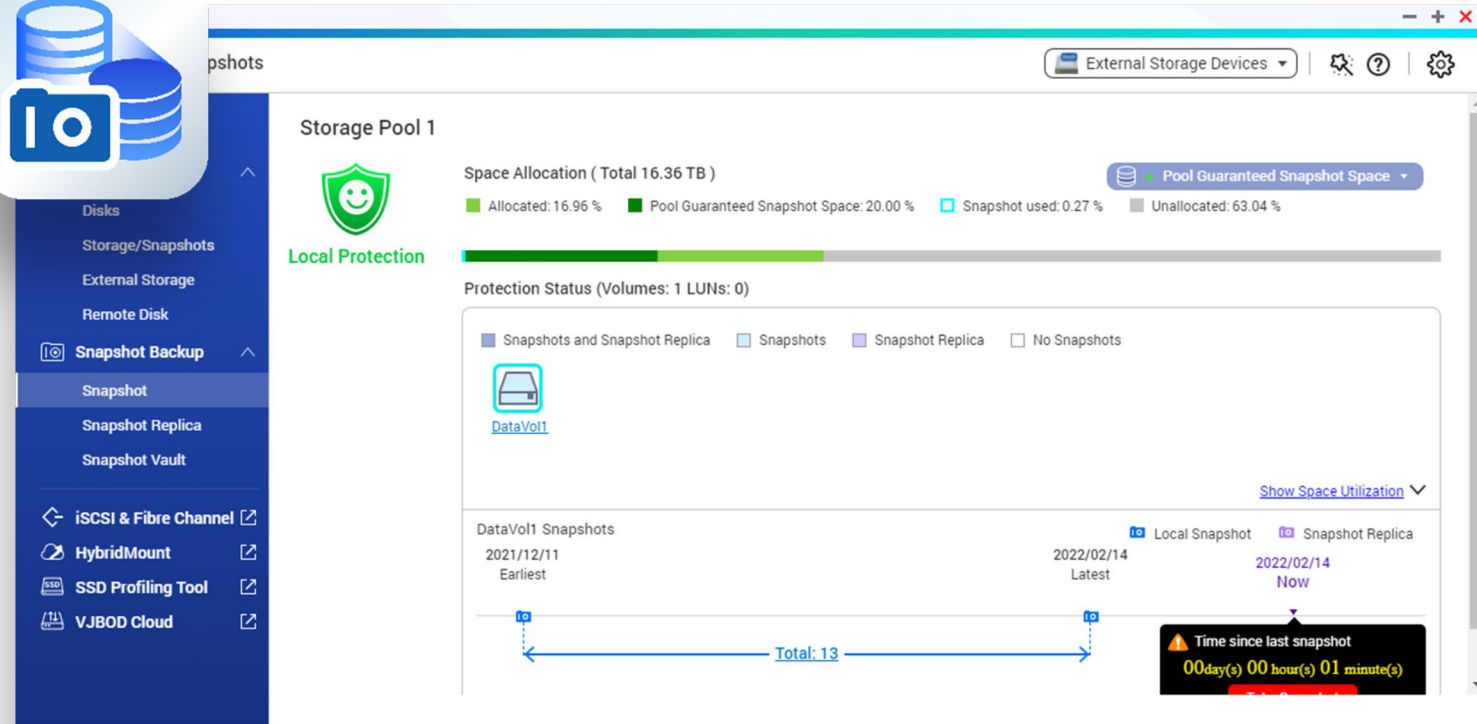 pshots
External Storage Devices
Storage Pool 1
Space Allocation ( Total 16.36 TB )
Pool Guaranteed Snapshot Space
Allocated: 16.96 %
Pool Guaranteed Snapshot Space: 20.00 %
Snapshot used: 0.27 %
Unallocated: 63.04 %
Local Protection
Disks
Storage/Snapshots
External Storage
Remote Disk
Snapshot Backup
Snapshot
Snapshot Replica
Snapshot Vault
iSCSI & Fibre Channel
HybridMount
SSD Profiling Tool
VJBOD Cloud
Protection Status (Volumes: 1 LUNs: 0)
Snapshots and Snapshot Replica
Snapshots
Snapshot Replica
No Snapshots
DataVol1
Show Space Utilization
DataVol1 Snapshots
Local Snapshot
Snapshot Replica
2021/12/11
Earliest
2022/02/14
Latest
2022/02/14
Now
Total: 13
Time since last snapshot
00day(s) 00 hour(s) 01 minute(s)